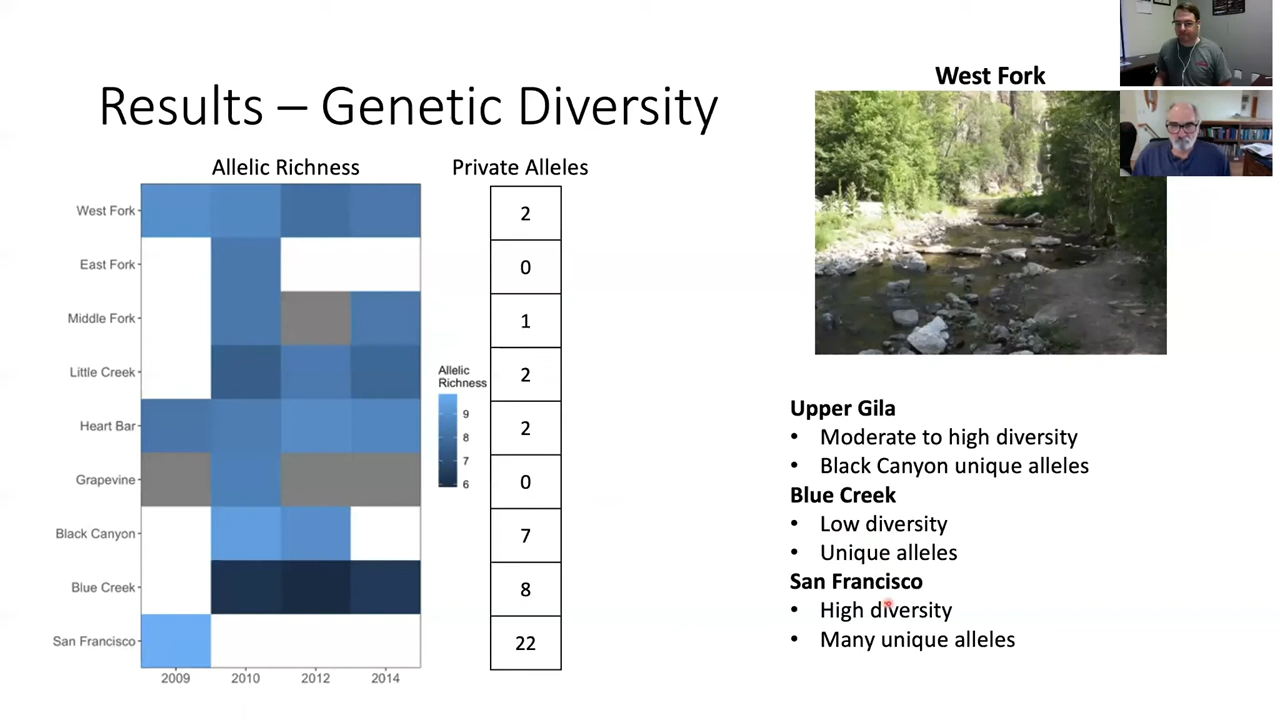 West Fork
Results – Genetic Diversity
Allelic Richness
Private Alleles
West Fork
2
East Fork
0
Middle Fork
1
Little Creek
2
Heart Bar
2
Grapevine
0
Black Canyon
7
Blue Creek
8
San Francisco
22
2009 2010 2012 2014
Allelic
Richness
9
8
7
6
Upper Gila
• Moderate to high diversity
• Black Canyon unique alleles
Blue Creek
• Low diversity
• Unique alleles
San Francisco
• High diversity
• Many unique alleles